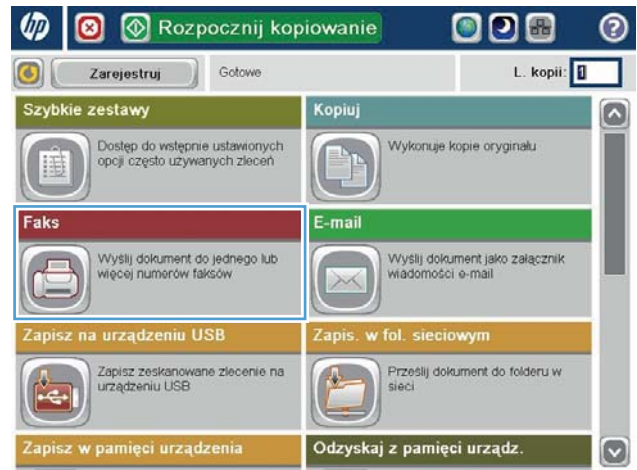 hp Rozpocznij kopiowanie ?
Zarejestruj Gotowe L. kopii: 1
Szybkie zestawy
Dostęp do wstępnie ustawionych
opcji często używanych zleceń
Kopiuj
Wykonuje kopie oryginału
Faks
Wyślij dokument do jednego lub
więcej numerów faksów
E-mail
Wyślij dokument jako załącznik
wiadomości e-mail
Zapisz na urządzeniu USB
Zapisz zeskanowane zlecenie na
urządzeniu USB
Zapis. w fol. sieciowym
Prześlij dokument do folderu w
sieci
Zapisz w pamięci urządzenia
Odzyskaj z pamięci urządz.